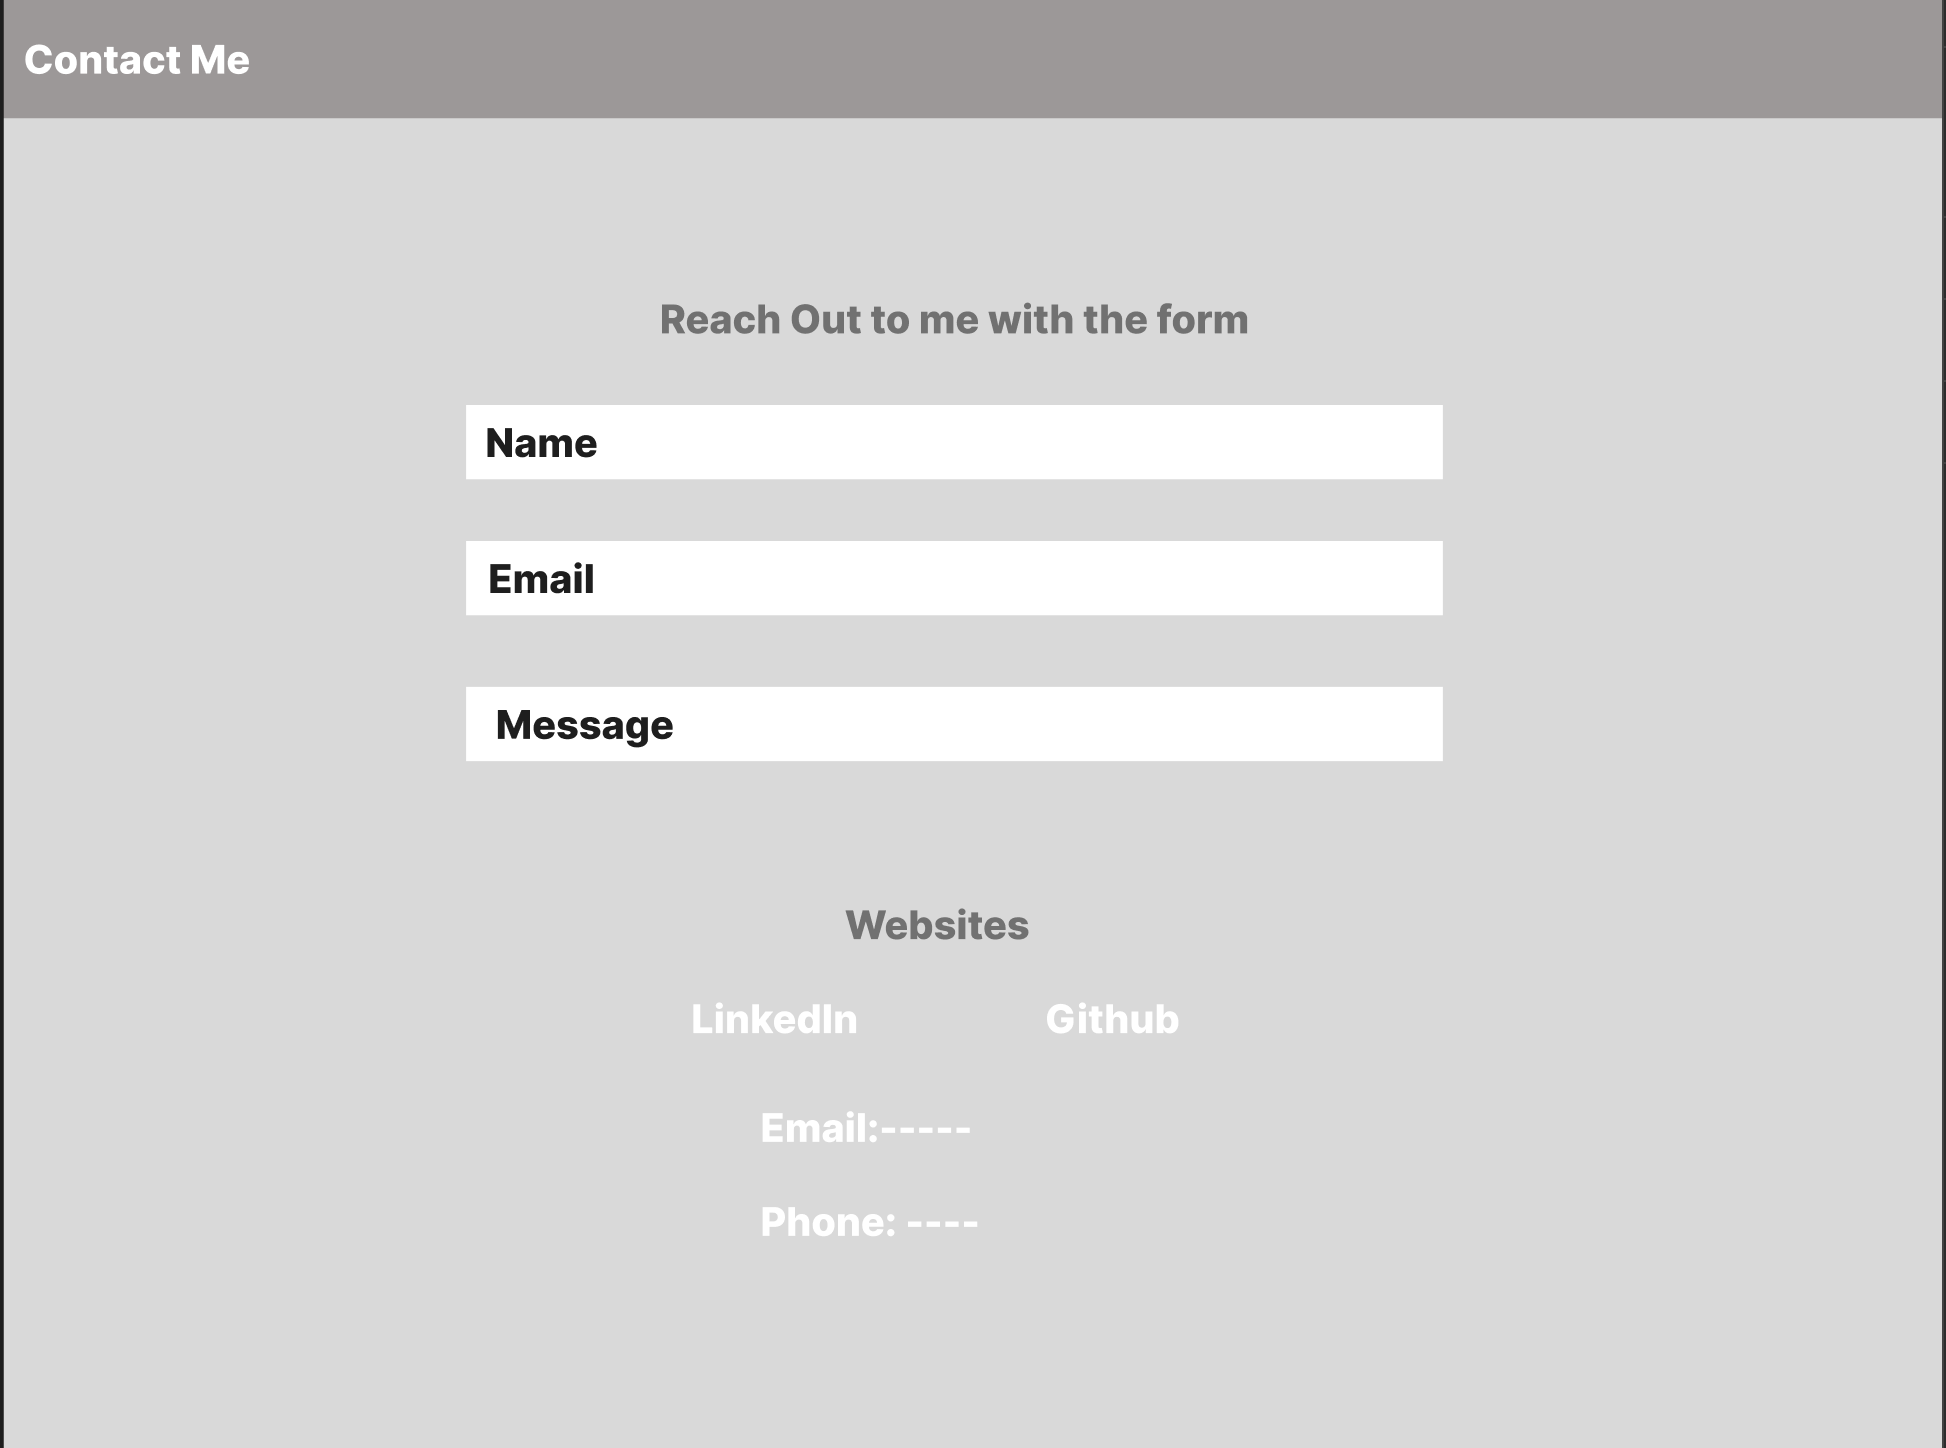 Contact Me
Reach Out to me with the form
Name
Email
Message
Websites
LinkedIn Github
Email:-----
Phone: ----